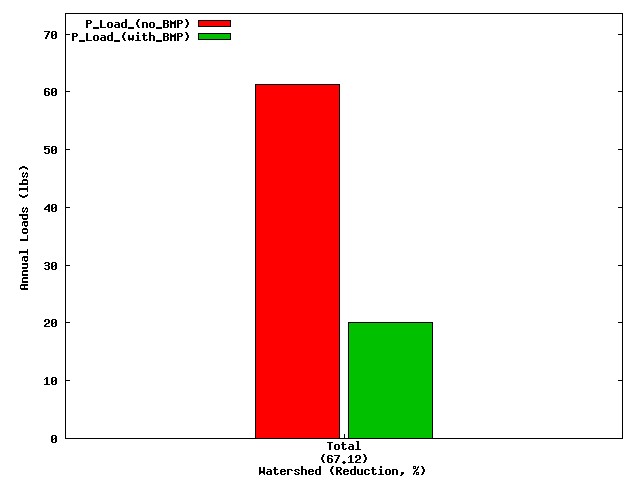 P_Load_(no_BMP)
P_Load_(with_BMP)
70
60
50
40
30
20
10
0
Annual Loads (lbs)
Total
(67.12)
Watershed (Reduction, %)